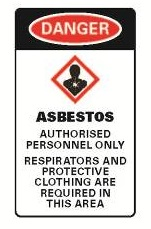 DANGER
ASBESTOS
AUTHORISED
PERSONNEL ONLY
RESPIRATORS AND
PROTECTIVE
CLOTHING ARE
REQUIRED IN
THIS AREA